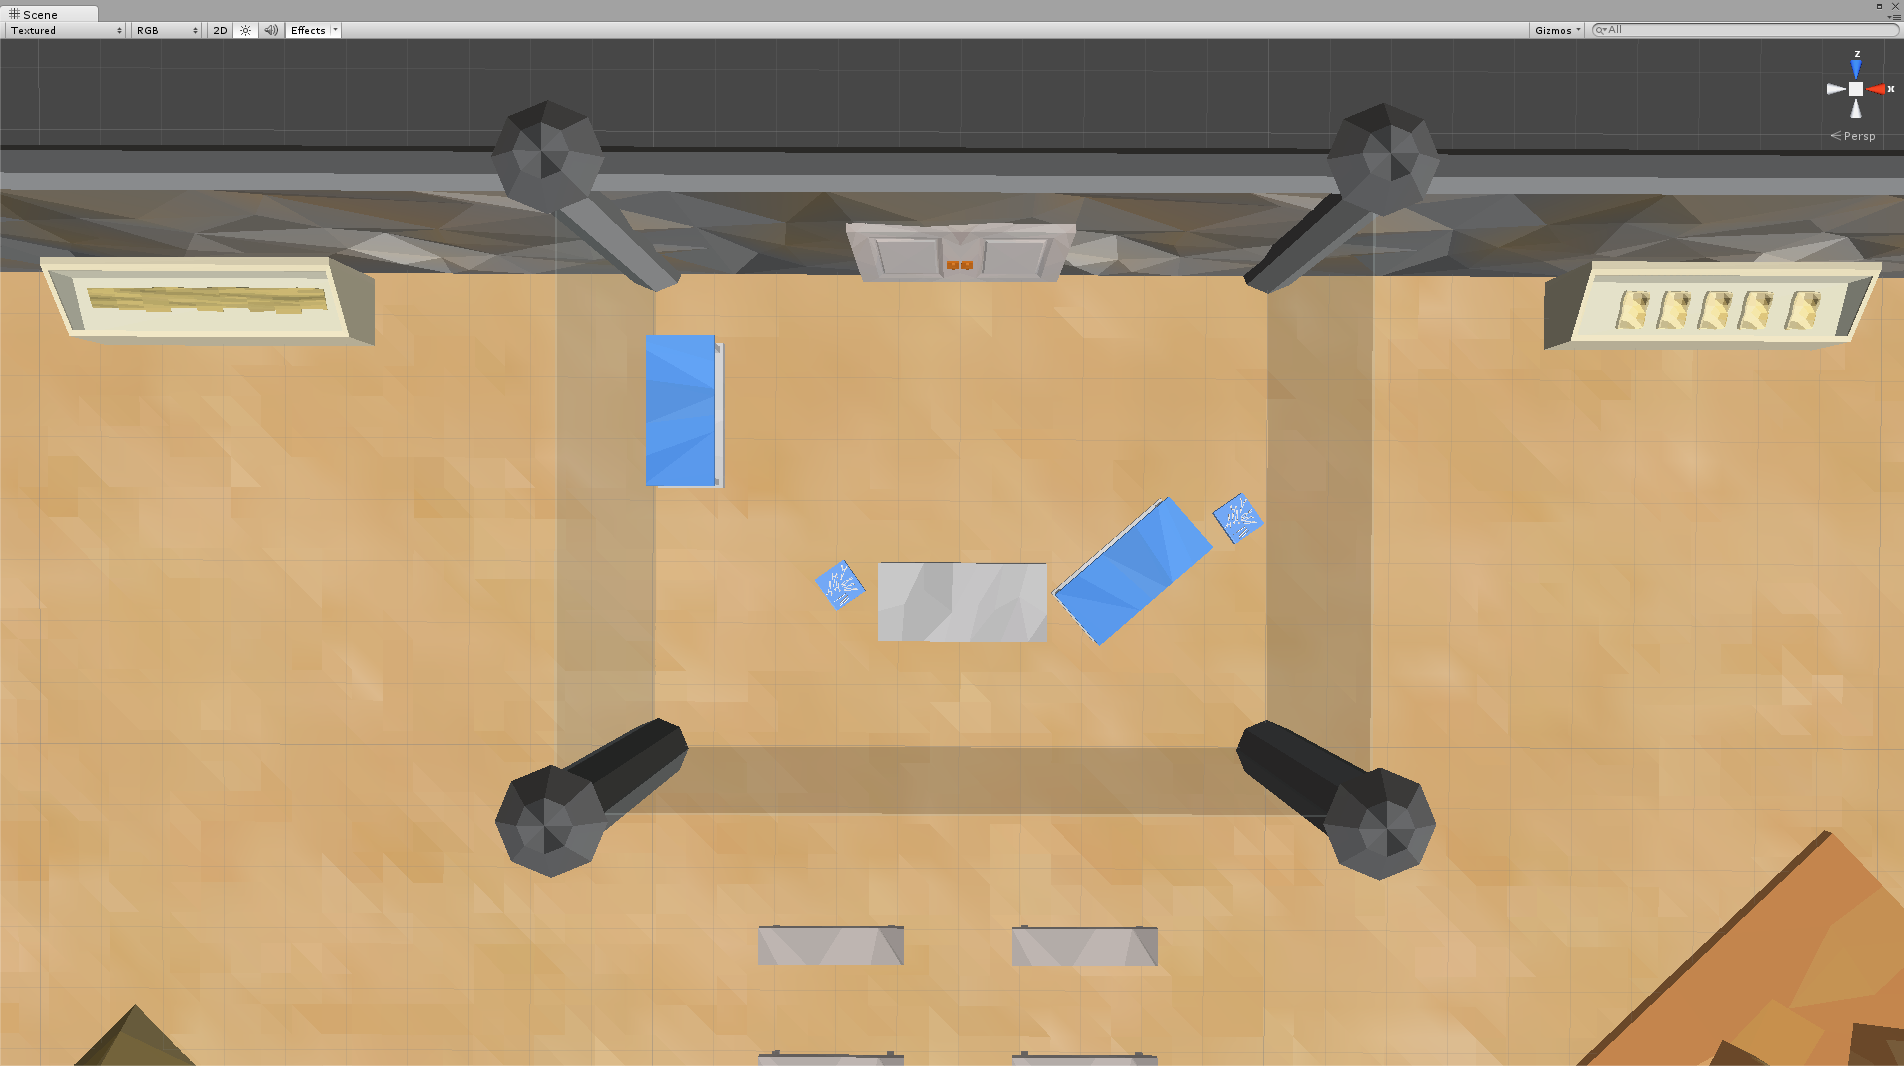 Scene
Textured RGB 2D Effects Gizmos All
z
x
Persp